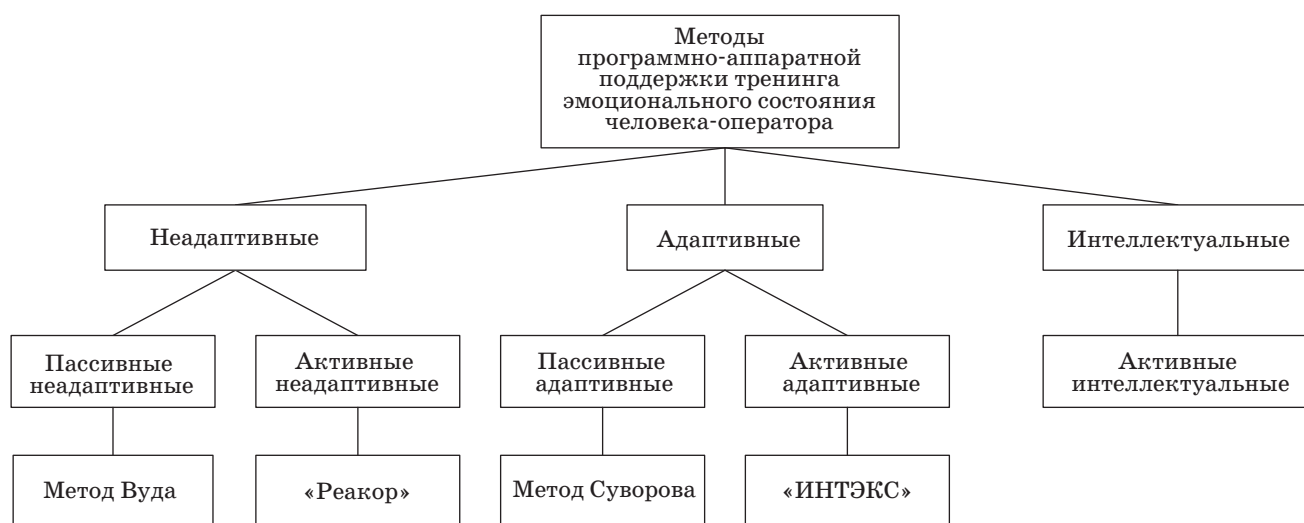 Методы
программно-аппаратной
поддержки тренинга
эмоционального состояния
человека-оператора
Неадаптивные
Адаптивные
Интеллектуальные
Пассивные
неадаптивные
Активные
неадаптивные
Пассивные
адаптивные
Активные
адаптивные
Активные
интеллектуальные
Метод Вуда
«Реакор»
Метод Суворова
«ИНТЭКС»